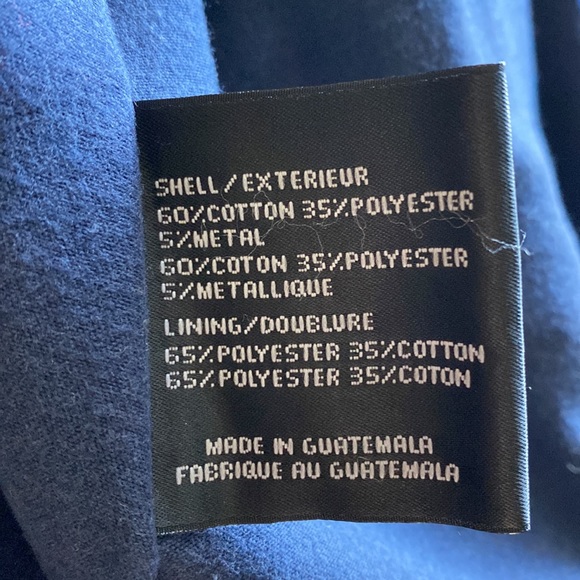 SHELL/EXTERIEUR
60%COTTON 35%POLYESTER
5%METAL
60%COTON 35%POLYESTER
5%METALLIQUE
LINING/DOUBLURE
65%POLYESTER 35%COTTON
65%POLYESTER 35%COTON
MADE IN GUATEMALA
FABRIQUE AU GUATEMALA